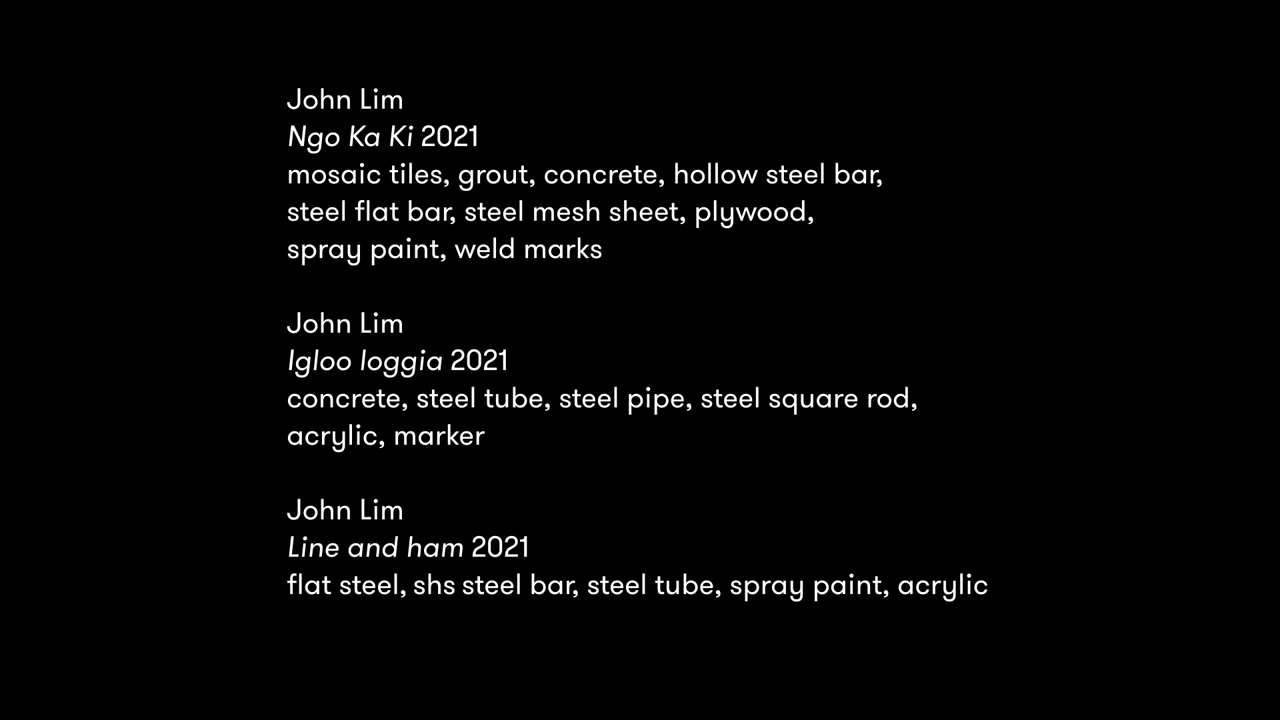 John Lim
Ngo Ka Ki 2021
mosaic tiles, grout, concrete, hollow steel bar,
steel flat bar, steel mesh sheet, plywood,
spray paint, weld marks
John Lim
Igloo loggia 2021
concrete, steel tube, steel pipe, steel square rod,
acrylic, marker
John Lim
Line and ham 2021
flat steel, shs steel bar, steel tube, spray paint, acrylic